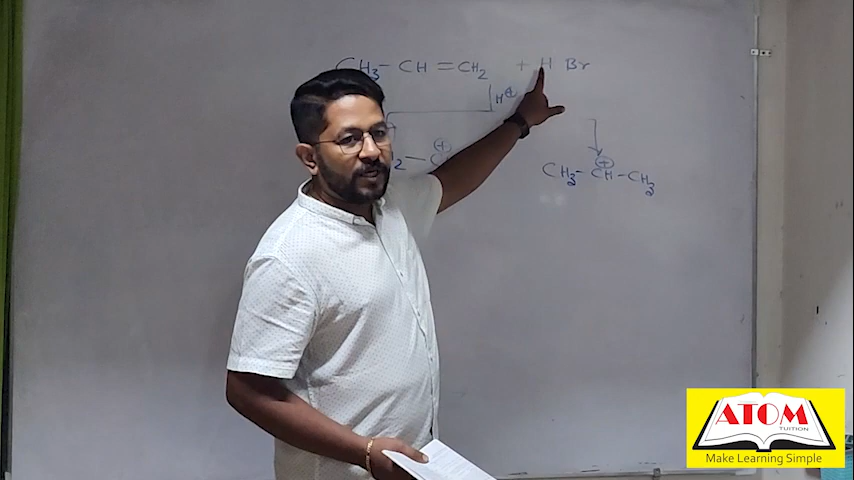 CH3 - CH = CH2 + H Br
H⊕
CH3 - CH⊕ - CH3
ATOM
TUITION
Make Learning Simple